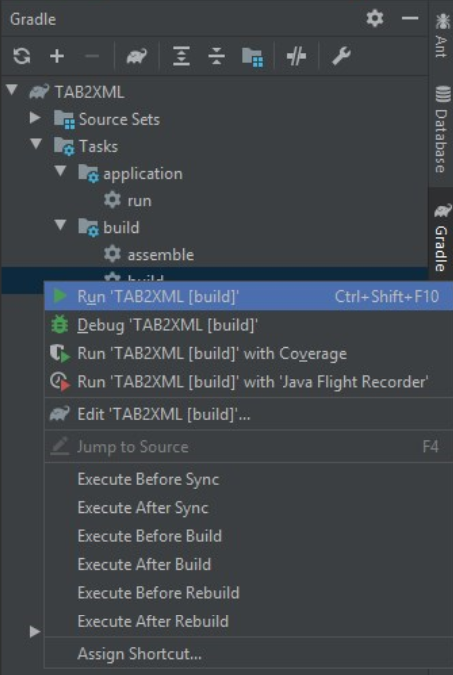 Gradle
TAB2XML
Source Sets
Tasks
application
run
build
assemble
build
Run 'TAB2XML [build]' Ctrl+Shift+F10
Debug 'TAB2XML [build]'
Run 'TAB2XML [build]' with Coverage
Run 'TAB2XML [build]' with 'Java Flight Recorder'
Edit 'TAB2XML [build]'...
Jump to Source F4
Execute Before Sync
Execute After Sync
Execute Before Build
Execute After Build
Execute Before Rebuild
Execute After Rebuild
Assign Shortcut...
Ant
Database
Gradle